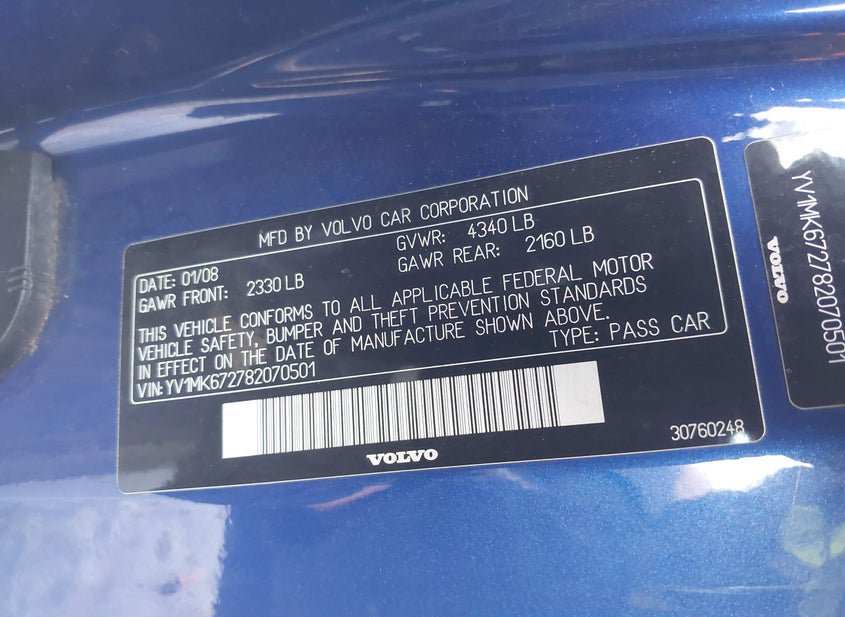 MFD BY VOLVO CAR CORPORATION
DATE: 01/08 GVWR: 4340 LB
GAWR FRONT: 2330 LB GAWR REAR: 2160 LB
THIS VEHICLE CONFORMS TO ALL APPLICABLE FEDERAL MOTOR
VEHICLE SAFETY, BUMPER AND THEFT PREVENTION STANDARDS
IN EFFECT ON THE DATE OF MANUFACTURE SHOWN ABOVE.
VIN:YV1MK672782070501 TYPE: PASS CAR
30760248
VOLVO
YV1MK672782070501
VOLVO